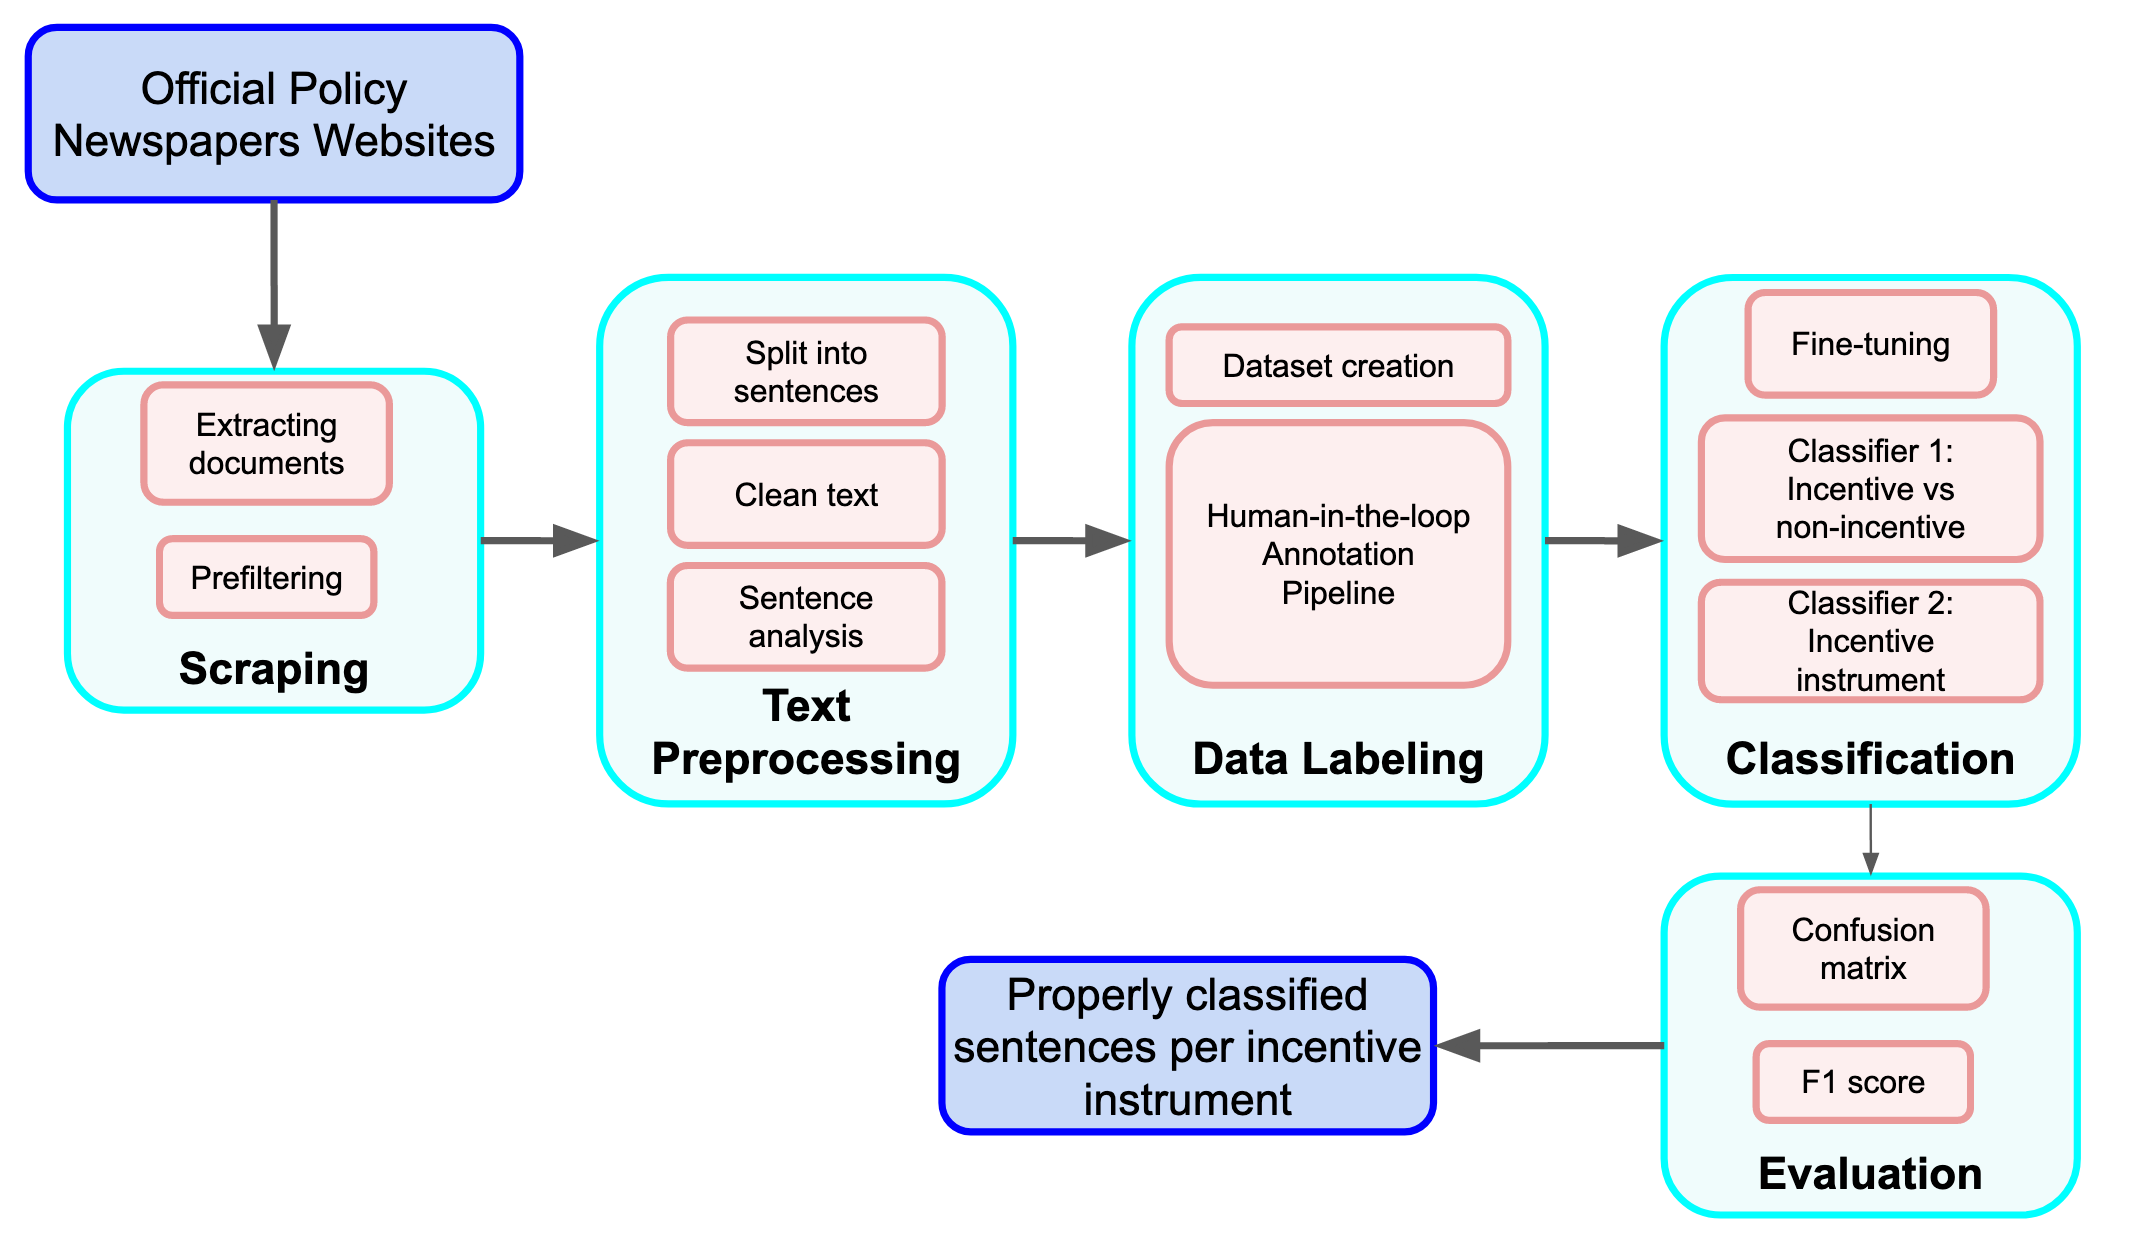 Official Policy
Newspapers Websites
Extracting
documents
Prefiltering
Scraping
Split into
sentences
Clean text
Sentence
analysis
Text
Preprocessing
Dataset creation
Human-in-the-loop
Annotation
Pipeline
Data Labeling
Fine-tuning
Classifier 1:
Incentive vs
non-incentive
Classifier 2:
Incentive
instrument
Classification
Confusion
matrix
F1 score
Evaluation
Properly classified
sentences per incentive
instrument